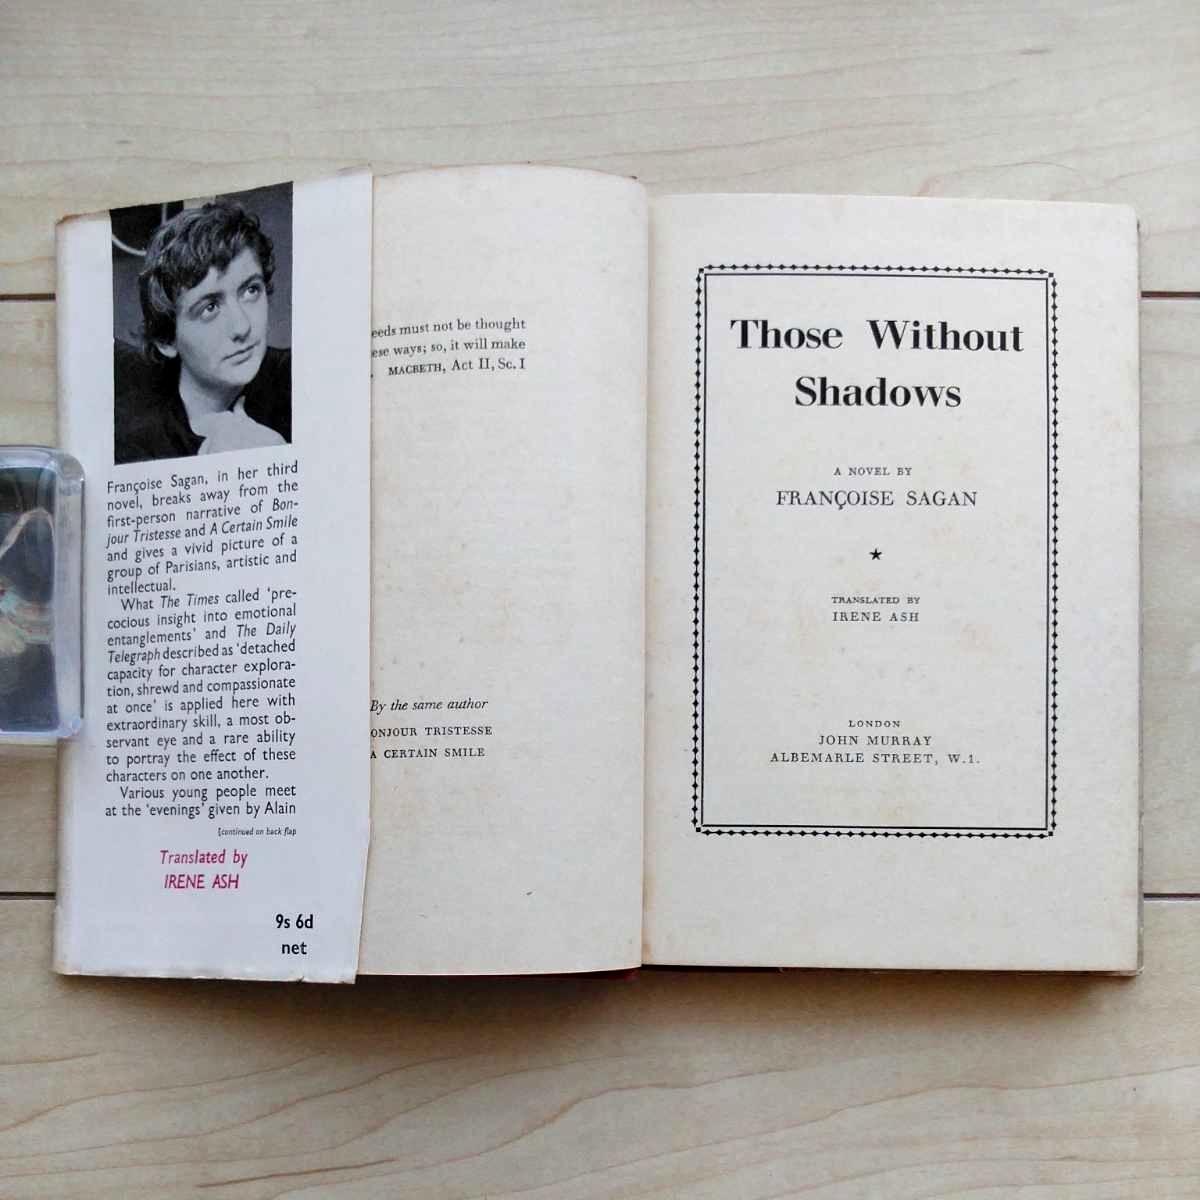 Françoise Sagan, in her third
novel, breaks away from the
first-person narrative of Bon-
jour Tristesse and A Certain Smile
and gives a vivid picture of a
group of Parisians, artistic and
intellectual.
What The Times called 'pre-
cocious insight into emotional
entanglements' and The Daily
Telegraph described as 'detached
capacity for character explora-
tion, shrewd and compassionate
at once' is applied here with
extraordinary skill, a most ob-
servant eye and a rare ability
to portray the effect of these
characters on one another.
Various young people meet
at the 'evenings' given by Alain
[continued on back flap
Translated by
IRENE ASH
9s 6d
net
eeds must not be thought
ese ways; so, it will make
. MACBETH, Act II, Sc. I
By the same author
ONJOUR TRISTESSE
A CERTAIN SMILE
Those Without
Shadows
A NOVEL BY
FRANÇOISE SAGAN
★
TRANSLATED BY
IRENE ASH
LONDON
JOHN MURRAY
ALBEMARLE STREET, W.1.